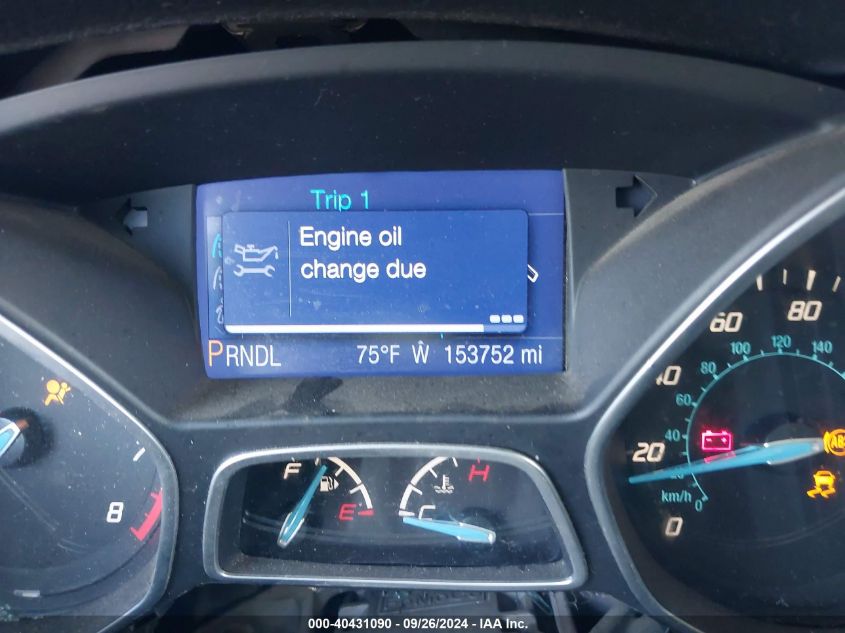 Trip 1
Engine oil
change due
PRNDL 75°F Ŵ 153752 mi
8
F
E
H
C
0
20
40
60
80
km/h
0
40
60
80
100
120
140
ABS
000-40431090 - 09/26/2024 - IAA Inc.